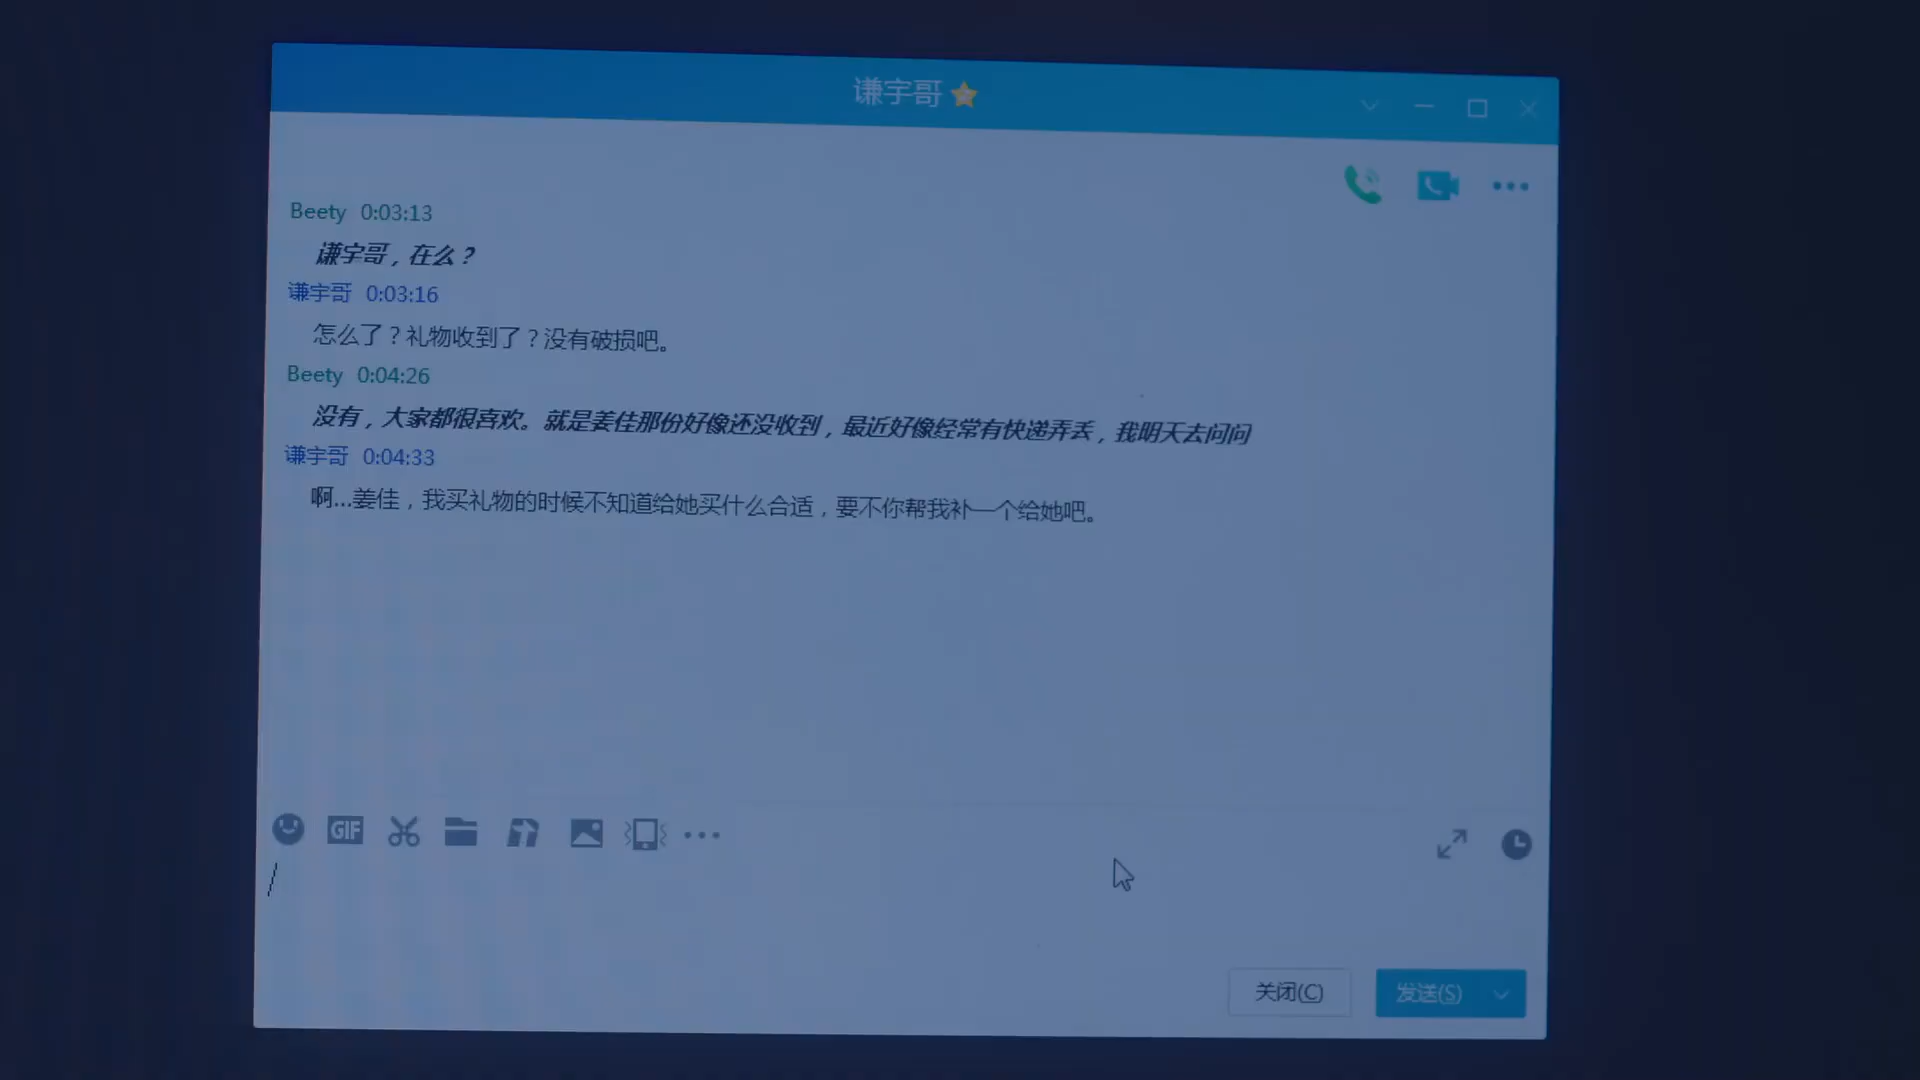 谦宇哥
Beety 0:03:13
谦宇哥，在么？
谦宇哥 0:03:16
怎么了？礼物收到了？没有破损吧。
Beety 0:04:26
没有，大家都很喜欢。就是姜佳那份好像还没收到，最近好像经常有快递弄丢，我明天去问问
谦宇哥 0:04:33
啊...姜佳，我买礼物的时候不知道给她买什么合适，要不你帮我补一个给她吧。
GIF
关闭(C) 发送(S)